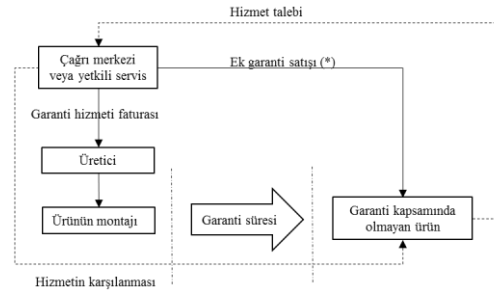 Hizmet talebi
Çağrı merkezi
veya yetkili servis
Ek garanti satışı (*)
Garanti hizmeti faturası
Üretici
Ürünün montajı
Garanti süresi
Garanti kapsamında
olmayan ürün
Hizmetin karşılanması